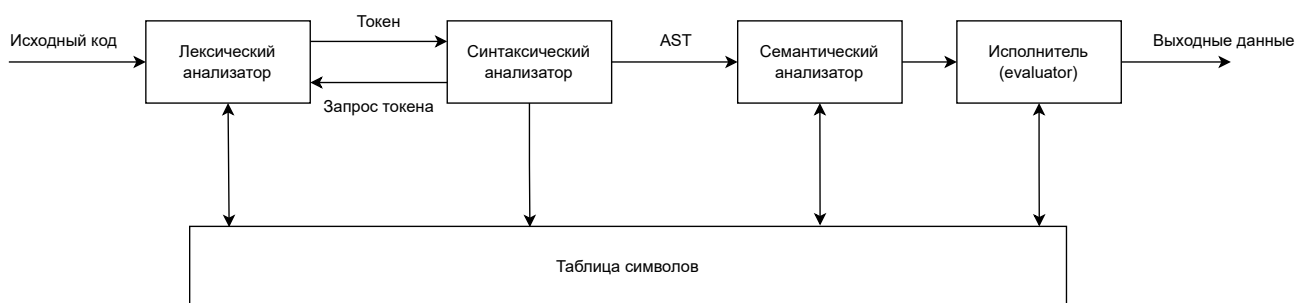 Исходный код
Лексический
анализатор
Токен
Запрос токена
Синтаксический
анализатор
AST
Семантический
анализатор
Исполнитель
(evaluator)
Выходные данные
Таблица символов